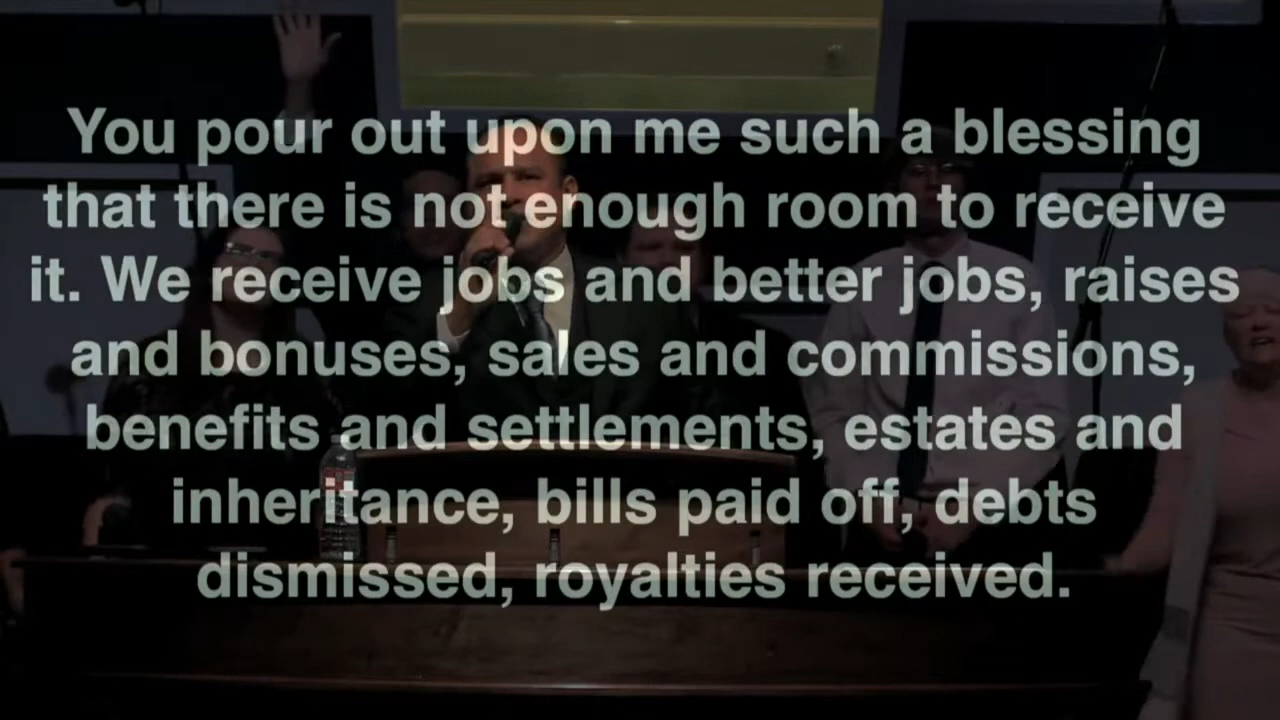 You pour out upon me such a blessing
that there is not enough room to receive
it. We receive jobs and better jobs, raises
and bonuses, sales and commissions,
benefits and settlements, estates and
inheritance, bills paid off, debts
dismissed, royalties received.